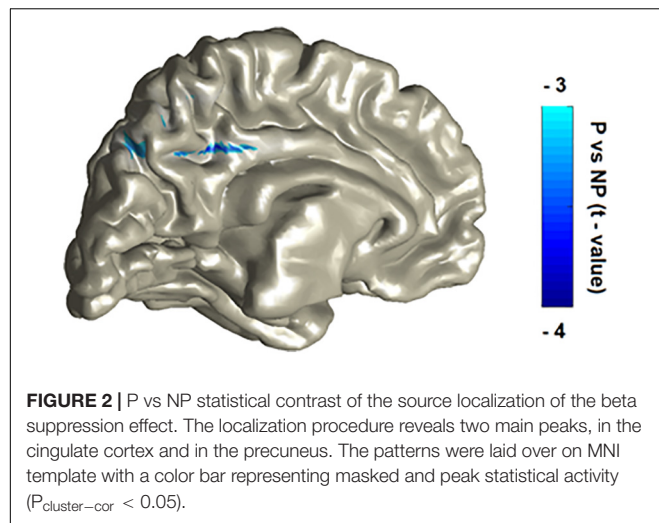 - 3
P vs NP (t - value)
- 4
FIGURE 2 | P vs NP statistical contrast of the source localization of the beta
suppression effect. The localization procedure reveals two main peaks, in the
cingulate cortex and in the precuneus. The patterns were laid over on MNI
template with a color bar representing masked and peak statistical activity
(Pcluster−cor < 0.05).